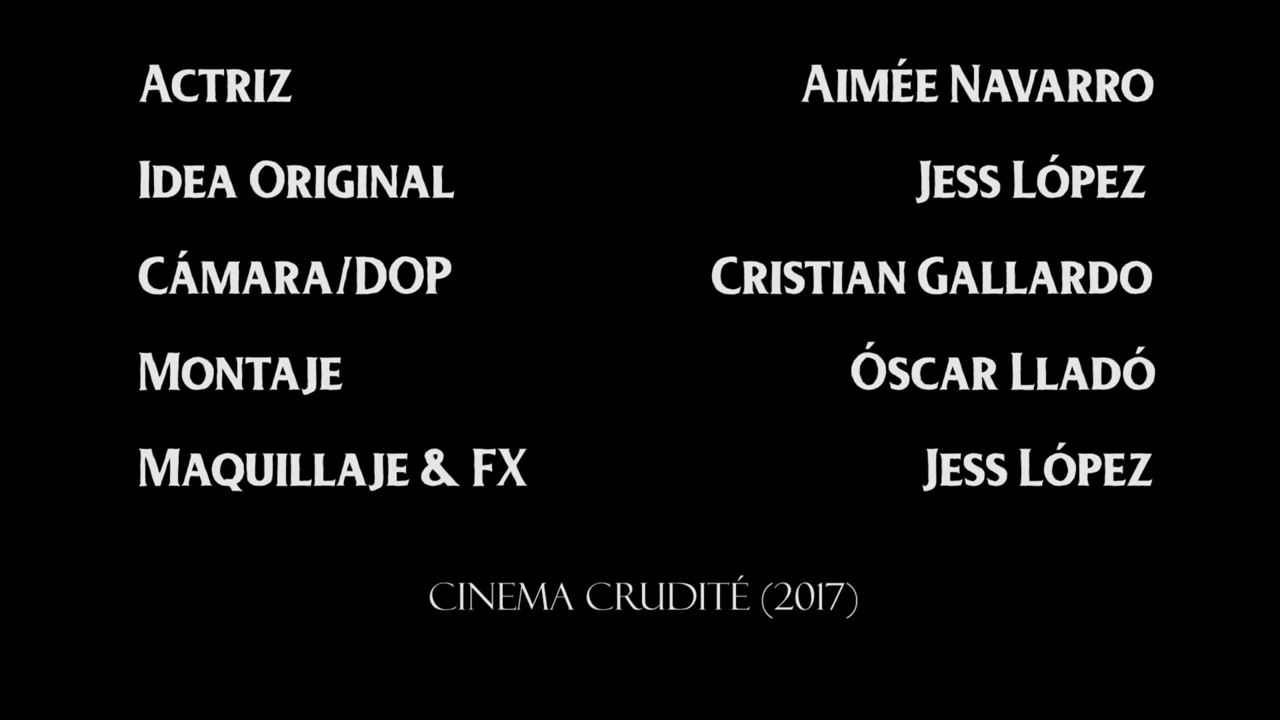 Actriz Aimée Navarro
Idea Original Jess López
Cámara/DOP Cristian Gallardo
Montaje Óscar Lladó
Maquillaje & FX Jess López
CINEMA CRUDITÉ (2017)